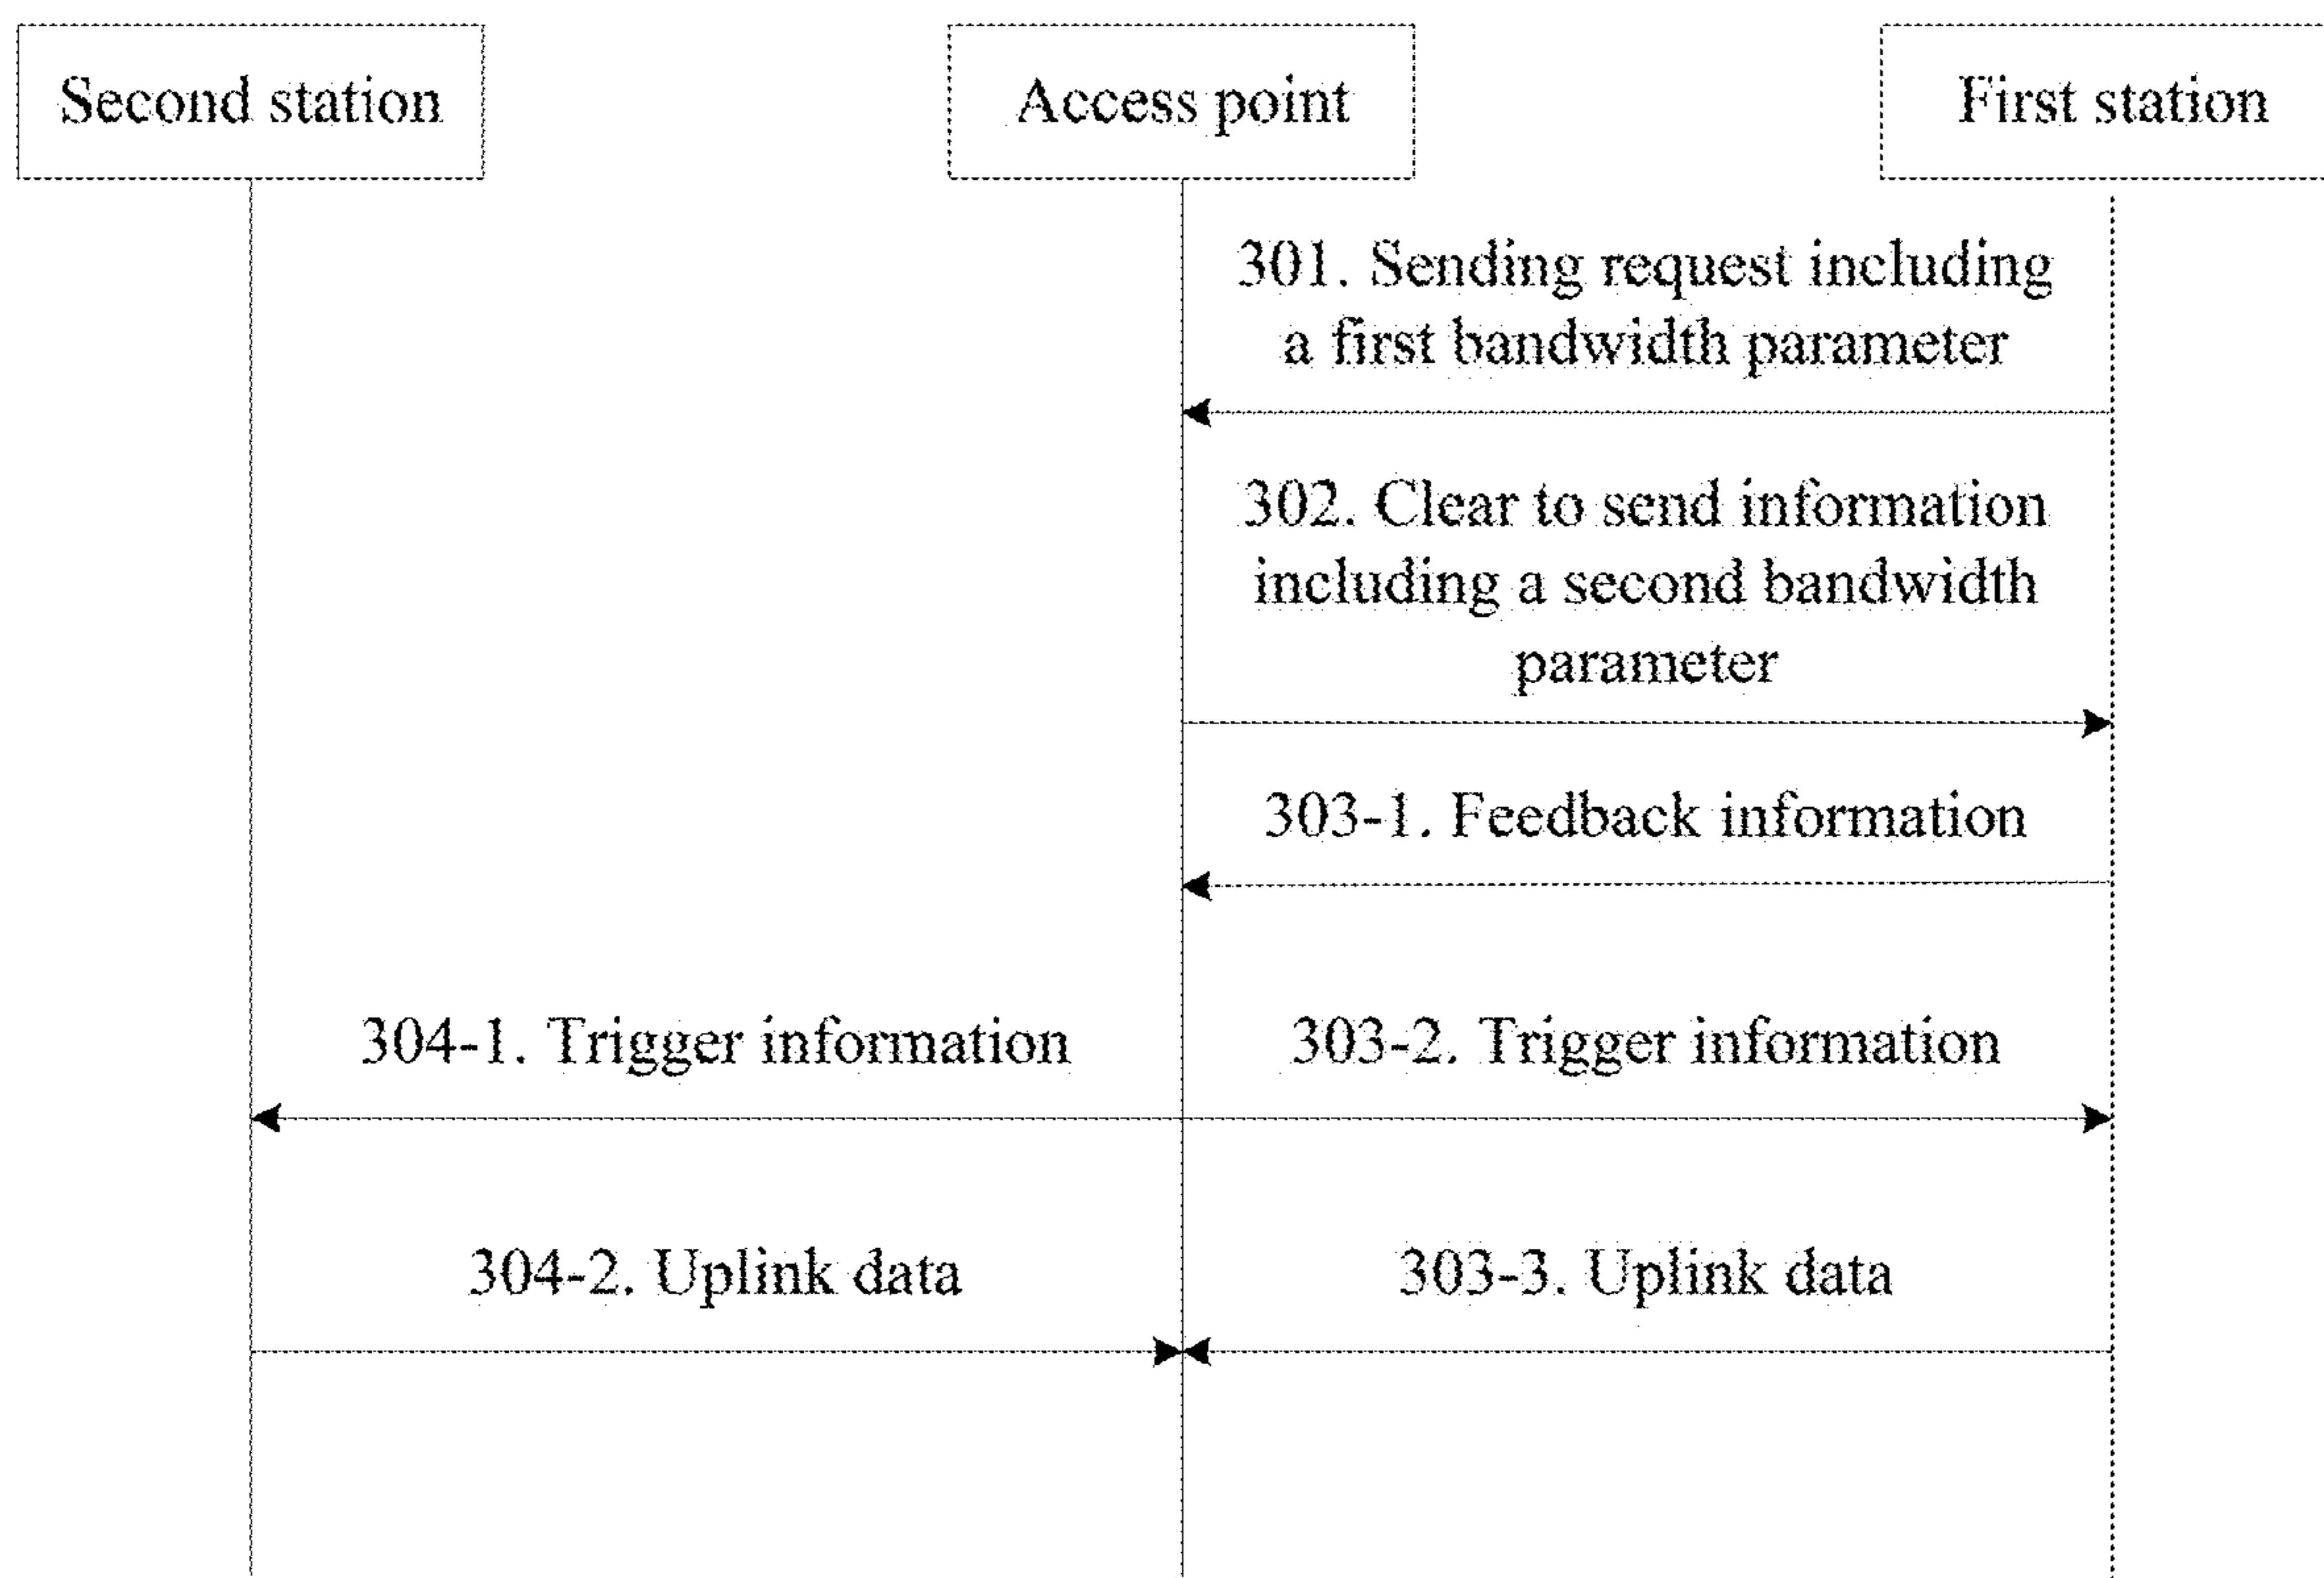 Second station
Access point
First station
301. Sending request including
a first bandwidth parameter
302. Clear to send information
including a second bandwidth
parameter
303-1. Feedback information
304-1. Trigger information
303-2. Trigger information
304-2. Uplink data
303-3. Uplink data